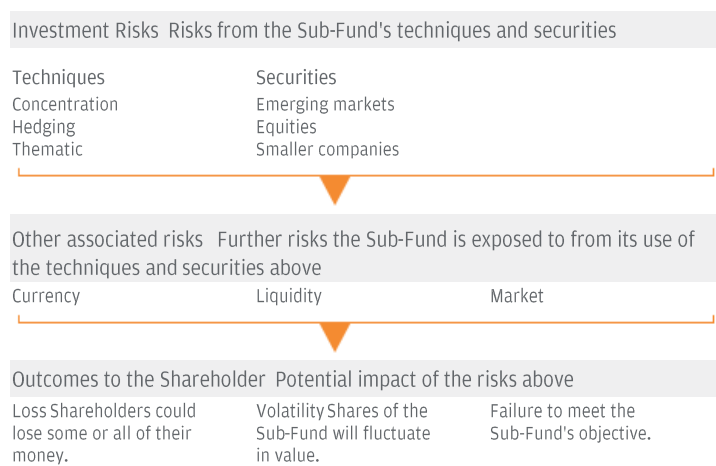 Investment Risks Risks from the Sub-Fund's techniques and securities
Techniques Securities
Concentration Emerging markets
Hedging Equities
Thematic Smaller companies
Other associated risks Further risks the Sub-Fund is exposed to from its use of
the techniques and securities above
Currency Liquidity Market
Outcomes to the Shareholder Potential impact of the risks above
Loss Shareholders could
lose some or all of their
money.
Volatility Shares of the
Sub-Fund will fluctuate
in value.
Failure to meet the
Sub-Fund's objective.